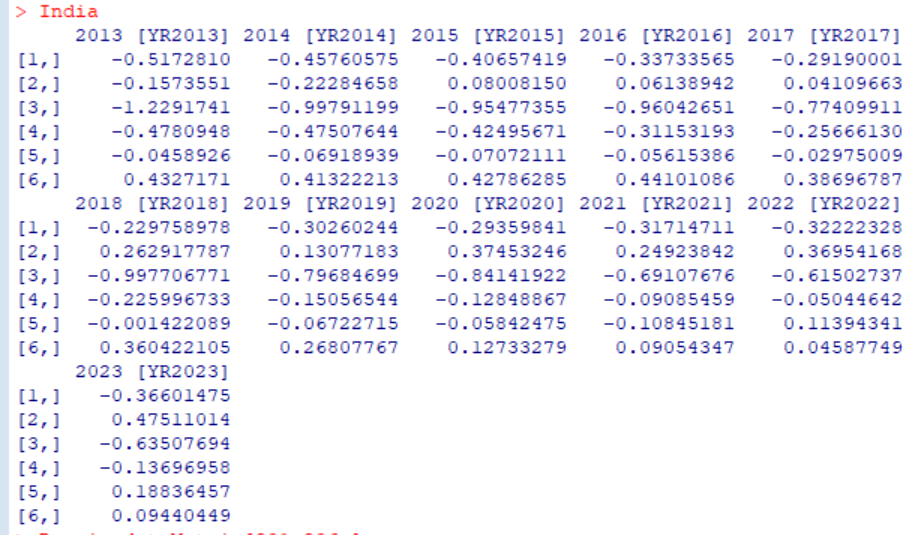 > India
     2013 [YR2013] 2014 [YR2014] 2015 [YR2015] 2016 [YR2016] 2017 [YR2017]
[1,]    -0.5172810   -0.45760575   -0.40657419   -0.33733565   -0.29190001
[2,]    -0.1573551   -0.22284658    0.08008150    0.06138942    0.04109663
[3,]    -1.2291741   -0.99791199   -0.95477355   -0.96042651   -0.77409911
[4,]    -0.4780948   -0.47507644   -0.42495671   -0.31153193   -0.25666130
[5,]    -0.0458926   -0.06918939   -0.07072111   -0.05615386   -0.02975009
[6,]     0.4327171    0.41322213    0.42786285    0.44101086    0.38696787
     2018 [YR2018] 2019 [YR2019] 2020 [YR2020] 2021 [YR2021] 2022 [YR2022]
[1,]  -0.229758978   -0.30260244   -0.29359841   -0.31714711   -0.32222328
[2,]   0.262917787    0.13077183    0.37453246    0.24923842    0.36954168
[3,]  -0.997706771   -0.79684699   -0.84141922   -0.69107676   -0.61502737
[4,]  -0.225996733   -0.15056544   -0.12848867   -0.09085459   -0.05044642
[5,]  -0.001422089   -0.06722715   -0.05842475   -0.10845181    0.11394341
[6,]   0.360422105    0.26807767    0.12733279    0.09054347    0.04587749
     2023 [YR2023]
[1,]   -0.36601475
[2,]    0.47511014
[3,]   -0.63507694
[4,]   -0.13696958
[5,]    0.18836457
[6,]    0.09440449